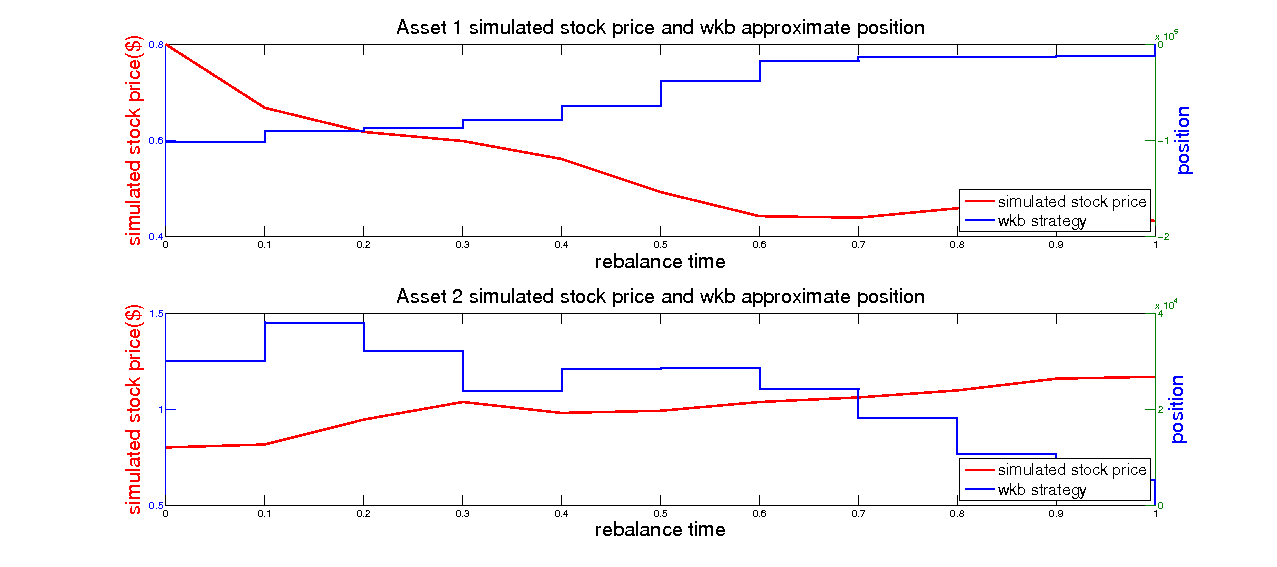 Asset 1 simulated stock price and wkb approximate position
simulated stock price($)
0.8
0.6
0.4
x 10^5
0
-1
-2
position
simulated stock price
wkb strategy
0 0.1 0.2 0.3 0.4 0.5 0.6 0.7 0.8 0.9 1
rebalance time
Asset 2 simulated stock price and wkb approximate position
simulated stock price($)
1.5
1
0.5
x 10^4
4
2
0
position
simulated stock price
wkb strategy
0 0.1 0.2 0.3 0.4 0.5 0.6 0.7 0.8 0.9 1
rebalance time